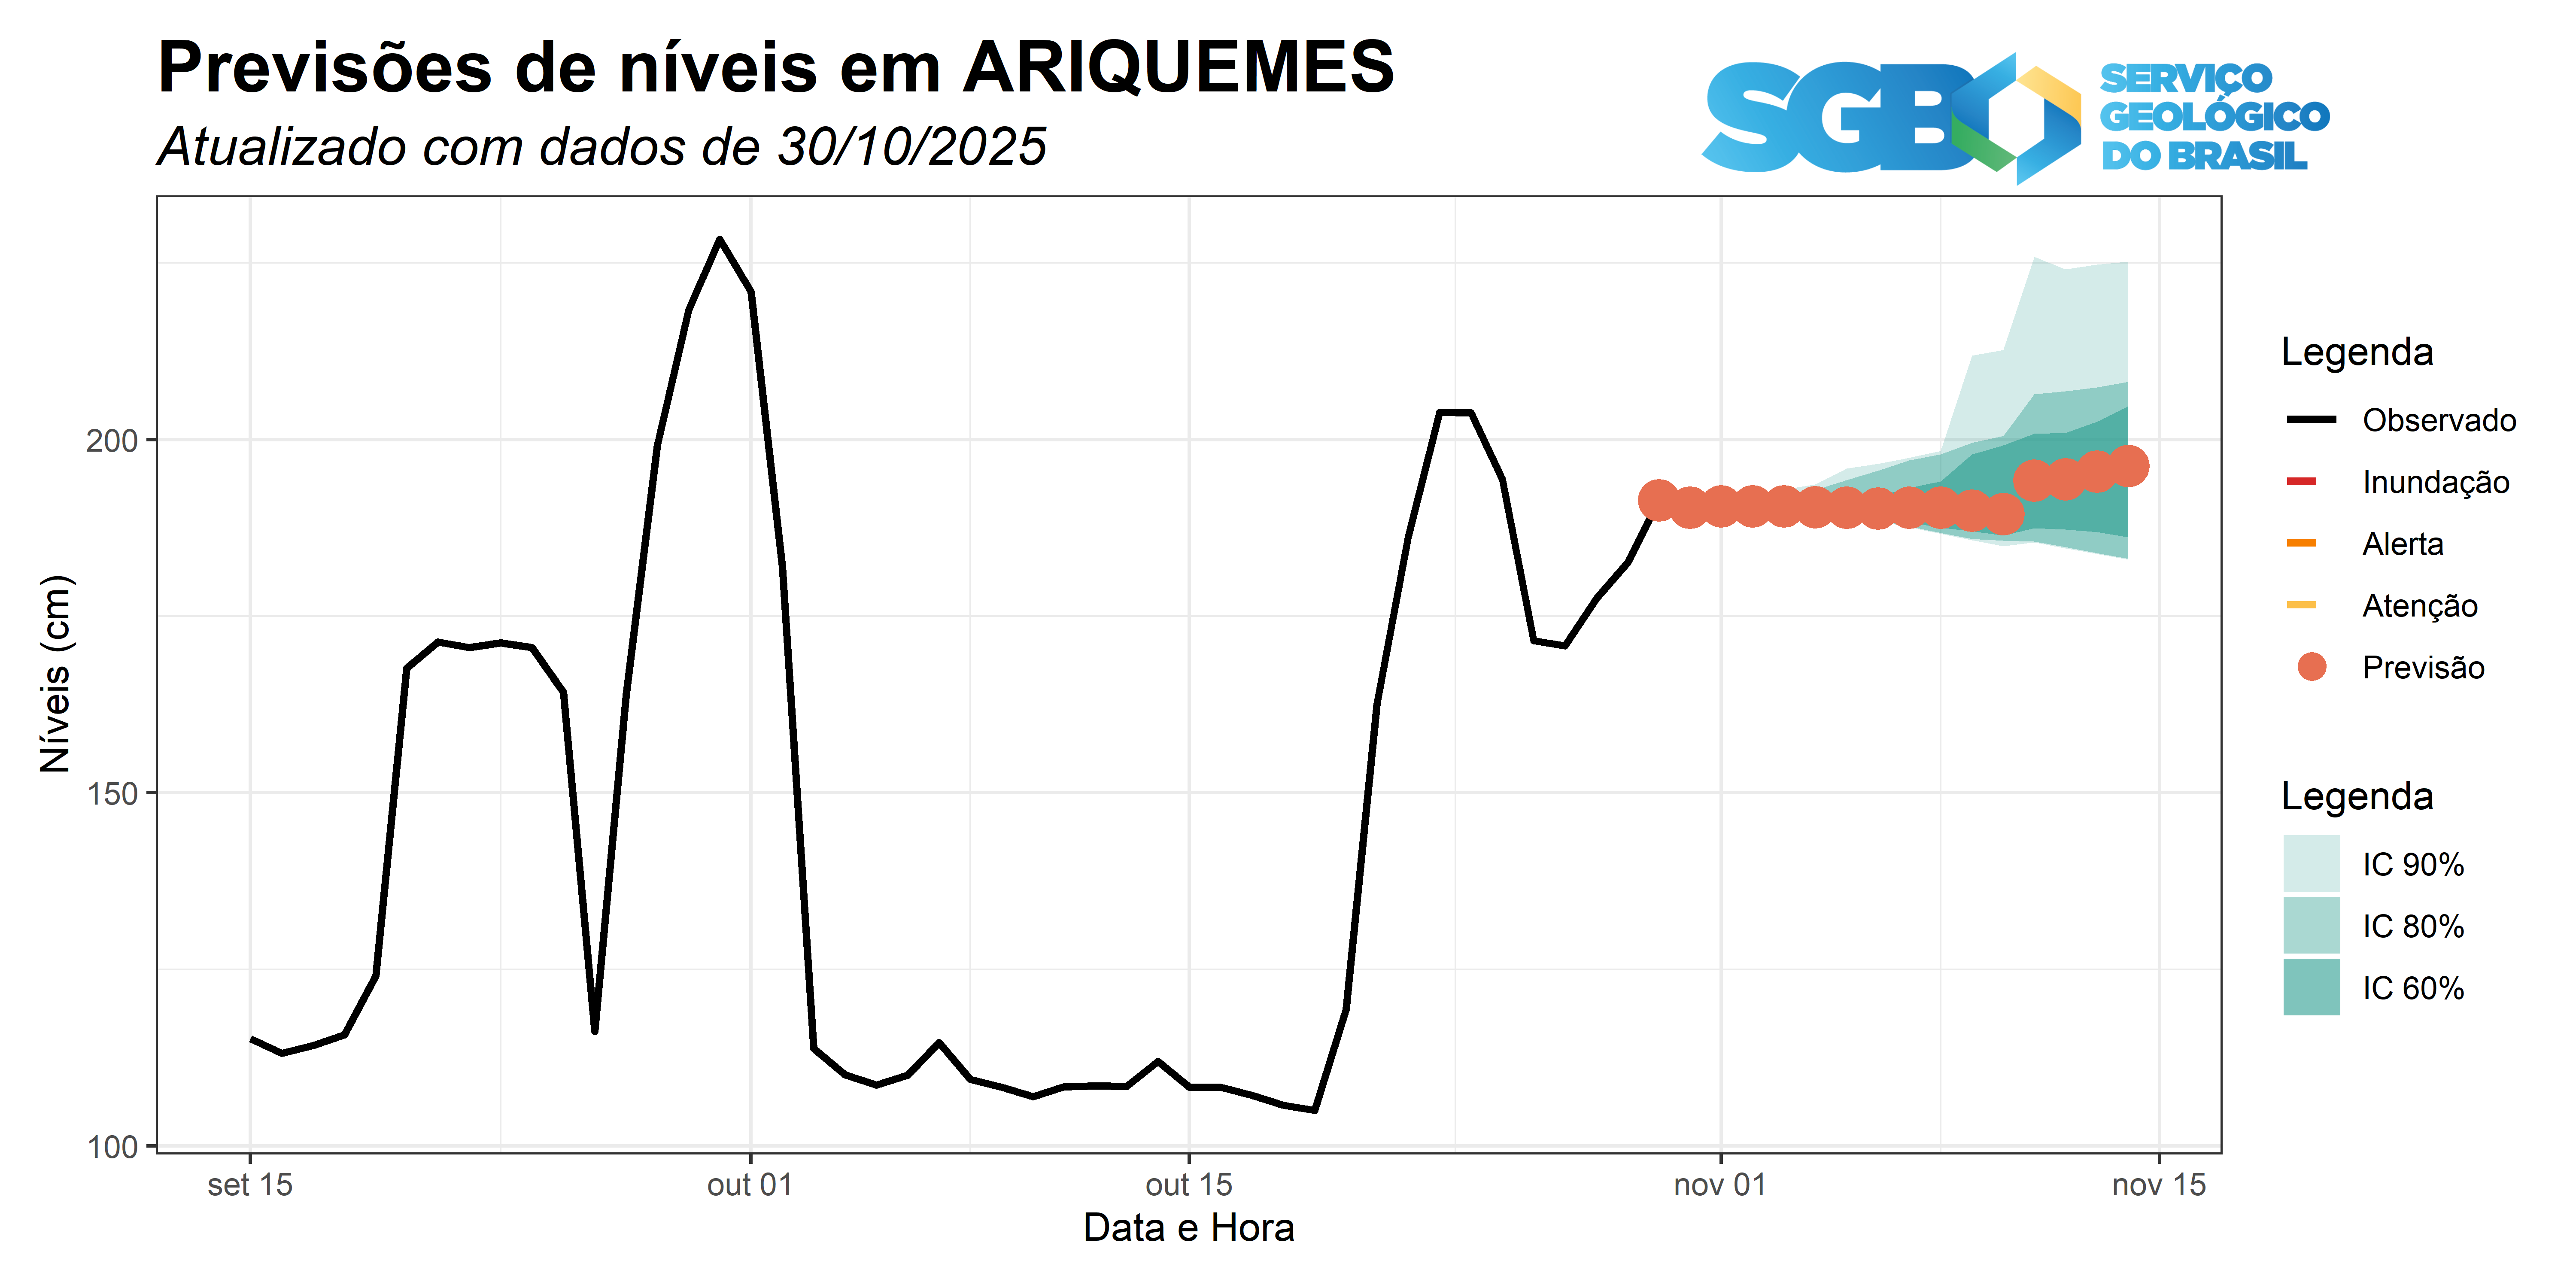 Previsões de níveis em ARIQUEMES
Atualizado com dados de 30/10/2025
SGB
SERVIÇO
GEOLÓGICO
DO BRASIL
Níveis (cm)
200
150
100
set 15
out 01
out 15
nov 01
nov 15
Data e Hora
Legenda
Observado
Inundação
Alerta
Atenção
Previsão
Legenda
IC 90%
IC 80%
IC 60%